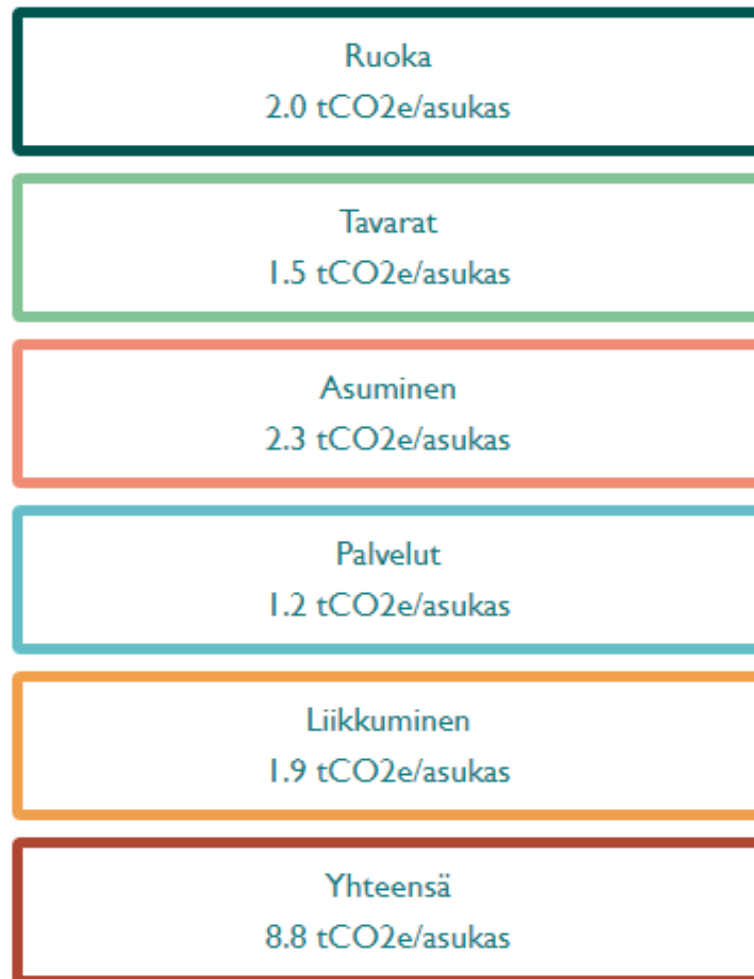 Ruoka
2.0 tCO2e/asukas
Tavarat
1.5 tCO2e/asukas
Asuminen
2.3 tCO2e/asukas
Palvelut
1.2 tCO2e/asukas
Liikkuminen
1.9 tCO2e/asukas
Yhteensä
8.8 tCO2e/asukas